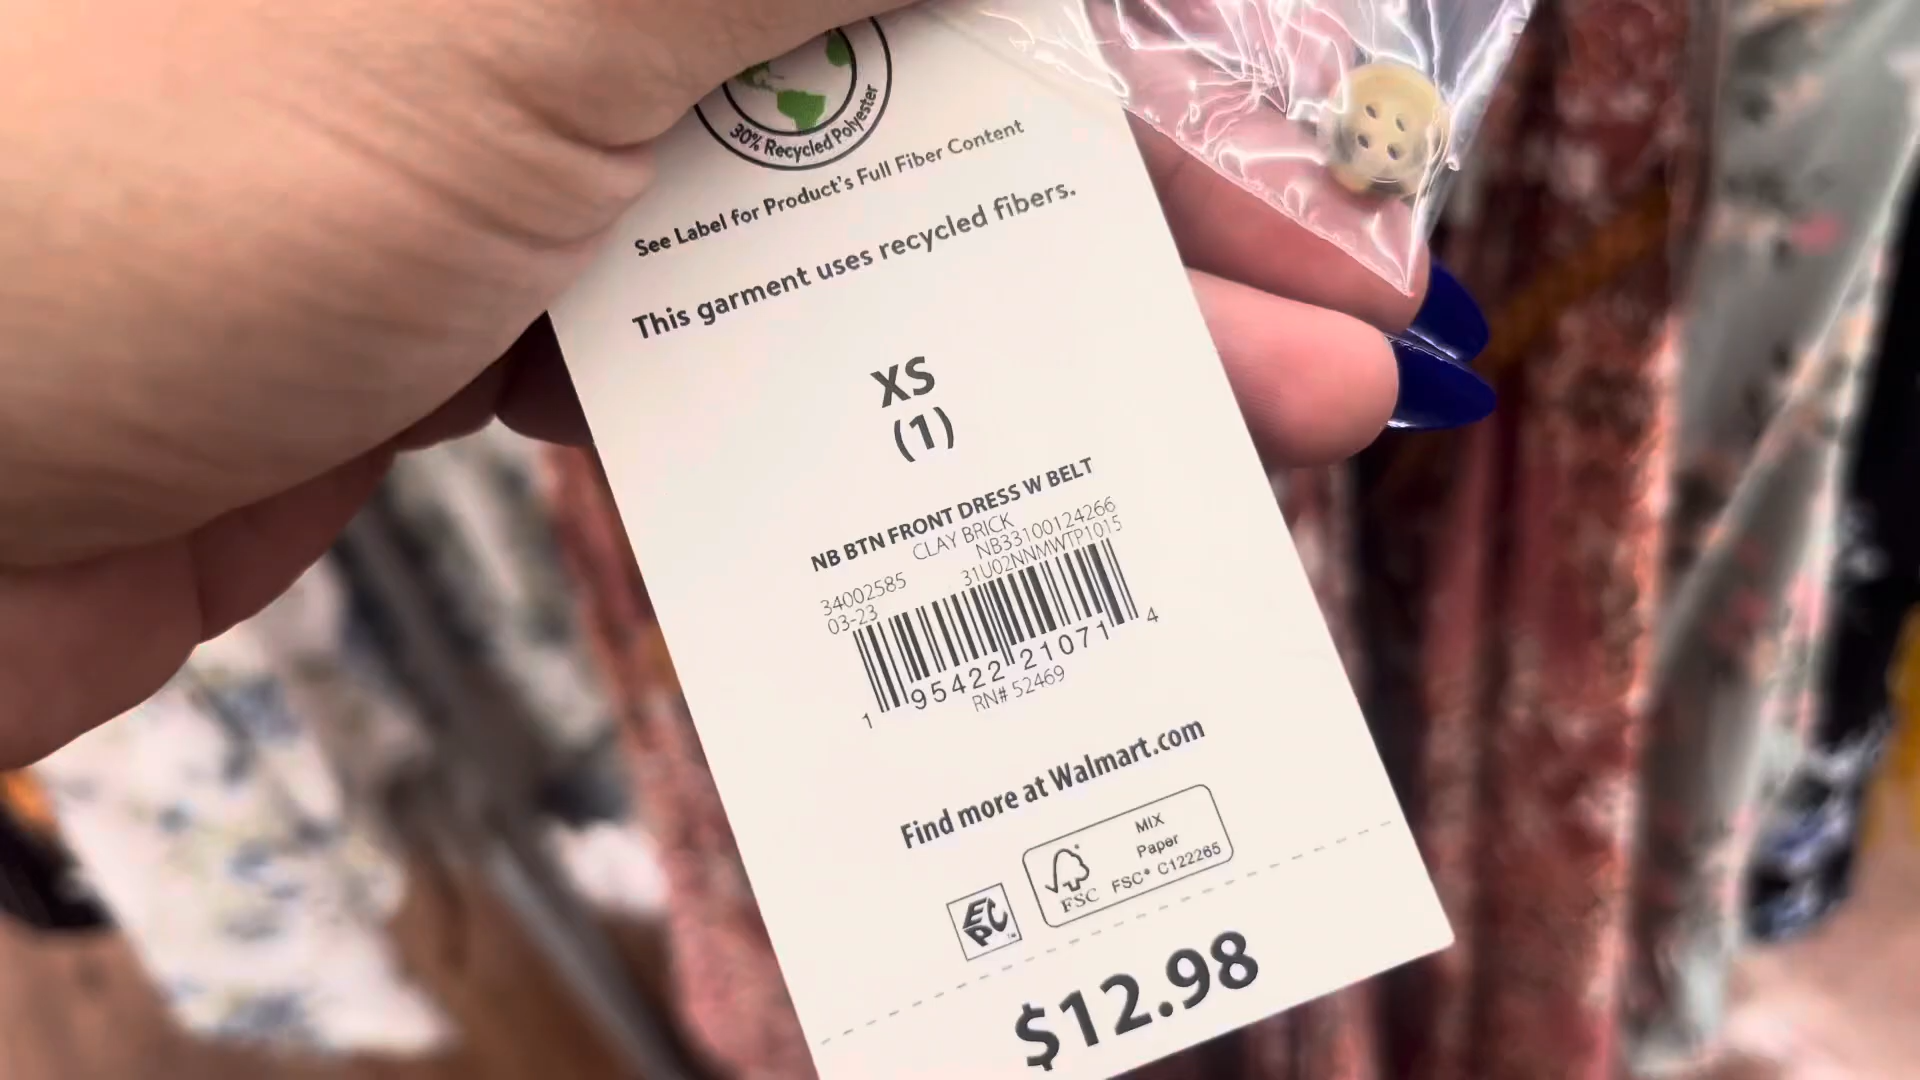 30% Recycled Polyester
See Label for Product's Full Fiber Content
This garment uses recycled fibers.
XS
(1)
NB BTN FRONT DRESS W BELT
CLAY BRICK
34002585 NB33100124266
03-23 31U02NNMWTP1015
1 95422 21071 4
RN# 52469
Find more at Walmart.com
EPC
FSC
MIX
Paper
FSC® C122265
$12.98